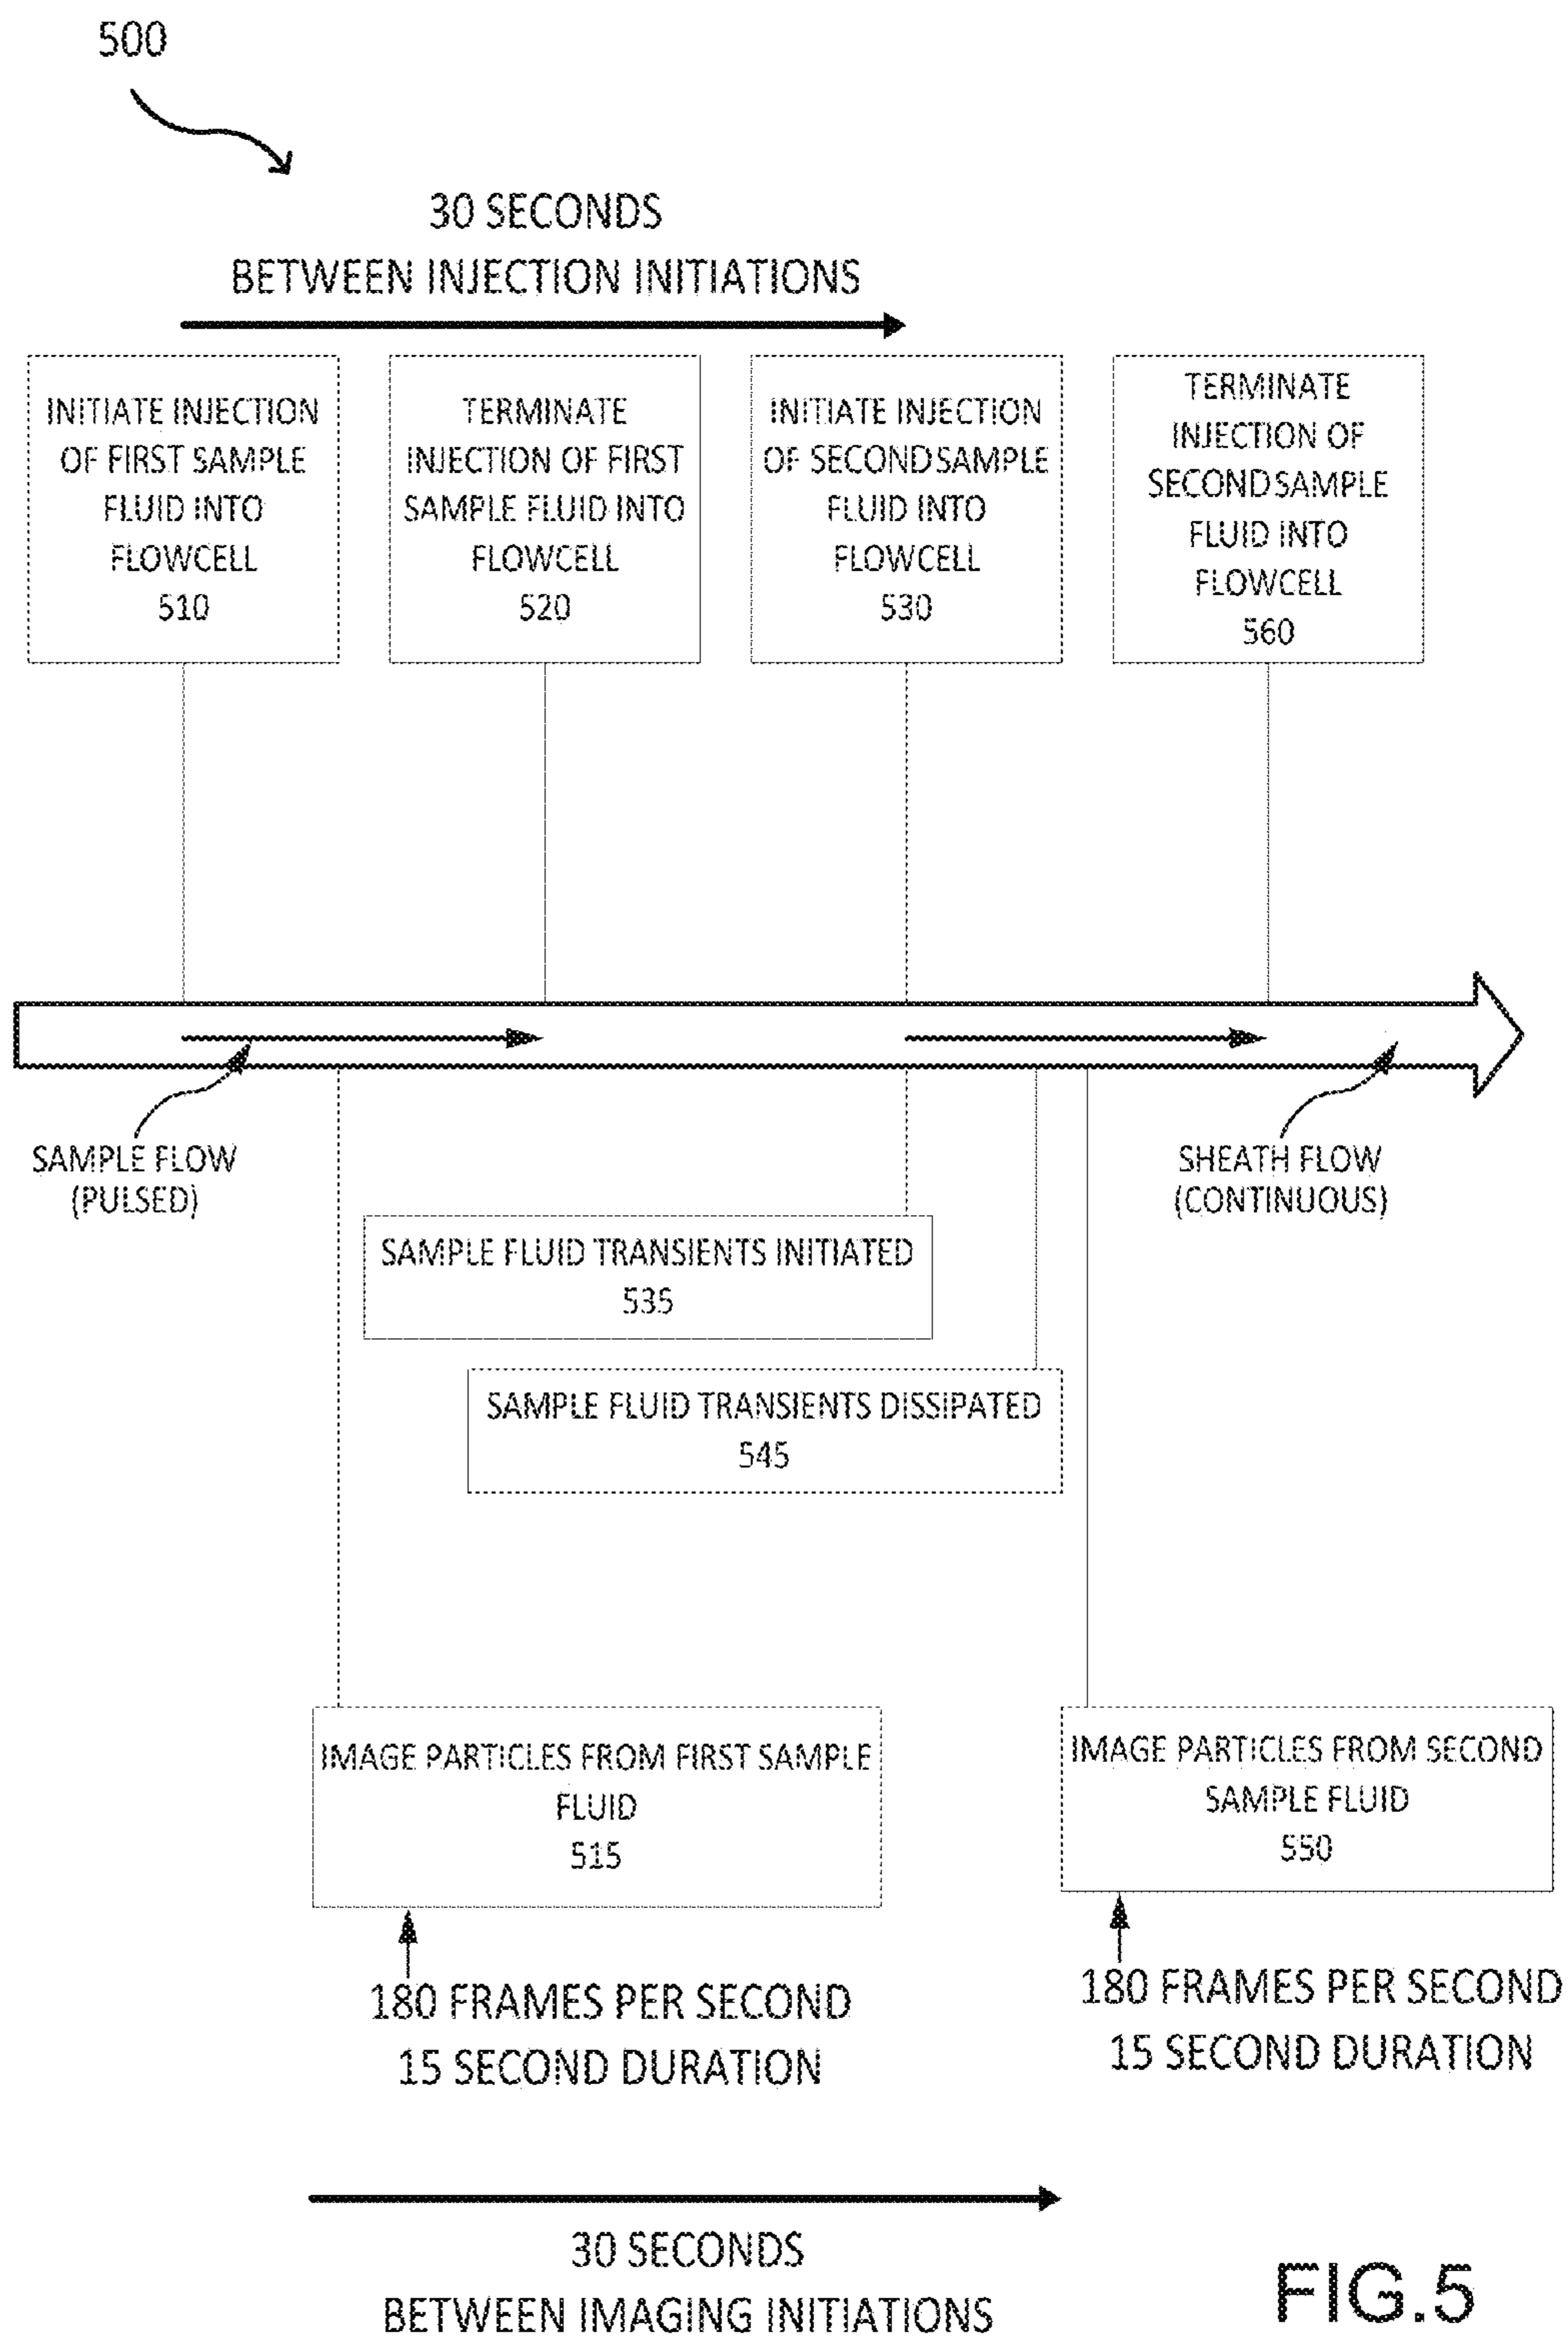 500
30 SECONDS
BETWEEN INJECTION INITIATIONS
INITIATE INJECTION
OF FIRST SAMPLE
FLUID INTO
FLOWCELL
510
TERMINATE
INJECTION OF FIRST
SAMPLE FLUID INTO
FLOWCELL
520
INITIATE INJECTION
OF SECOND SAMPLE
FLUID INTO
FLOWCELL
530
TERMINATE
INJECTION OF
SECOND SAMPLE
FLUID INTO
FLOWCELL
560
SAMPLE FLOW
(PULSED)
SHEATH FLOW
(CONTINUOUS)
SAMPLE FLUID TRANSIENTS INITIATED
535
SAMPLE FLUID TRANSIENTS DISSIPATED
545
IMAGE PARTICLES FROM FIRST SAMPLE
FLUID
515
IMAGE PARTICLES FROM SECOND
SAMPLE FLUID
550
180 FRAMES PER SECOND
15 SECOND DURATION
180 FRAMES PER SECOND
15 SECOND DURATION
30 SECONDS
BETWEEN IMAGING INITIATIONS
FIG.5